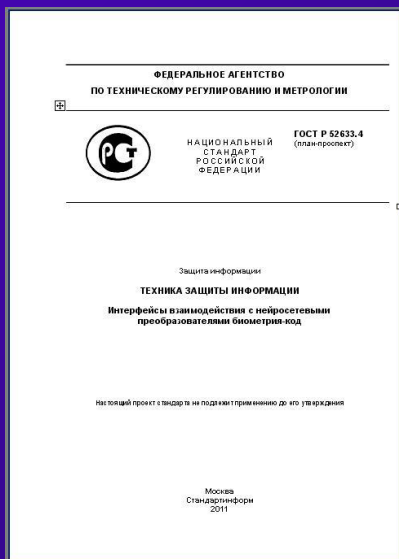 ФЕДЕРАЛЬНОЕ АГЕНТСТВО
ПО ТЕХНИЧЕСКОМУ РЕГУЛИРОВАНИЮ И МЕТРОЛОГИИ
НАЦИОНАЛЬНЫЙ
СТАНДАРТ
РОССИЙСКОЙ
ФЕДЕРАЦИИ
ГОСТ Р 52633.4
(план-проспект)
Защита информации
ТЕХНИКА ЗАЩИТЫ ИНФОРМАЦИИ
Интерфейсы взаимодействия с нейросетевыми
преобразователями биометрия-код
Настоящий проект стандарта не подлежит применению до его утверждения
Москва
Стандартинформ
2011